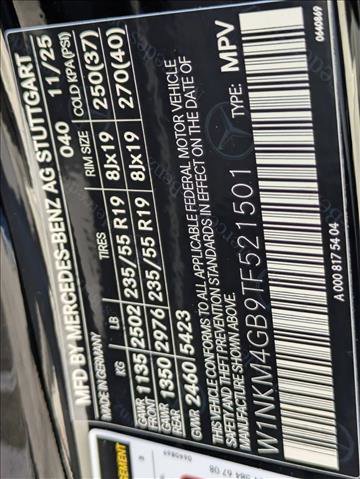 MFD BY MERCEDES-BENZ AG STUTTGART
MADE IN GERMANY 040 11/25
KG LB TIRES RIM SIZE COLD KPA(PSI)
GAWR FRONT 1135 2502 235/55 R19 8Jx19 250(37)
GAWR REAR 1350 2976 235/55 R19 8Jx19 270(40)
GVWR 2460 5423
THIS VEHICLE CONFORMS TO ALL APPLICABLE FEDERAL MOTOR VEHICLE
SAFETY AND THEFT PREVENTION STANDARDS IN EFFECT ON THE DATE OF
MANUFACTURE SHOWN ABOVE.
W1NKM4GB9TF521501 TYPE: MPV
A 000 817 54 04
0640869
0640869